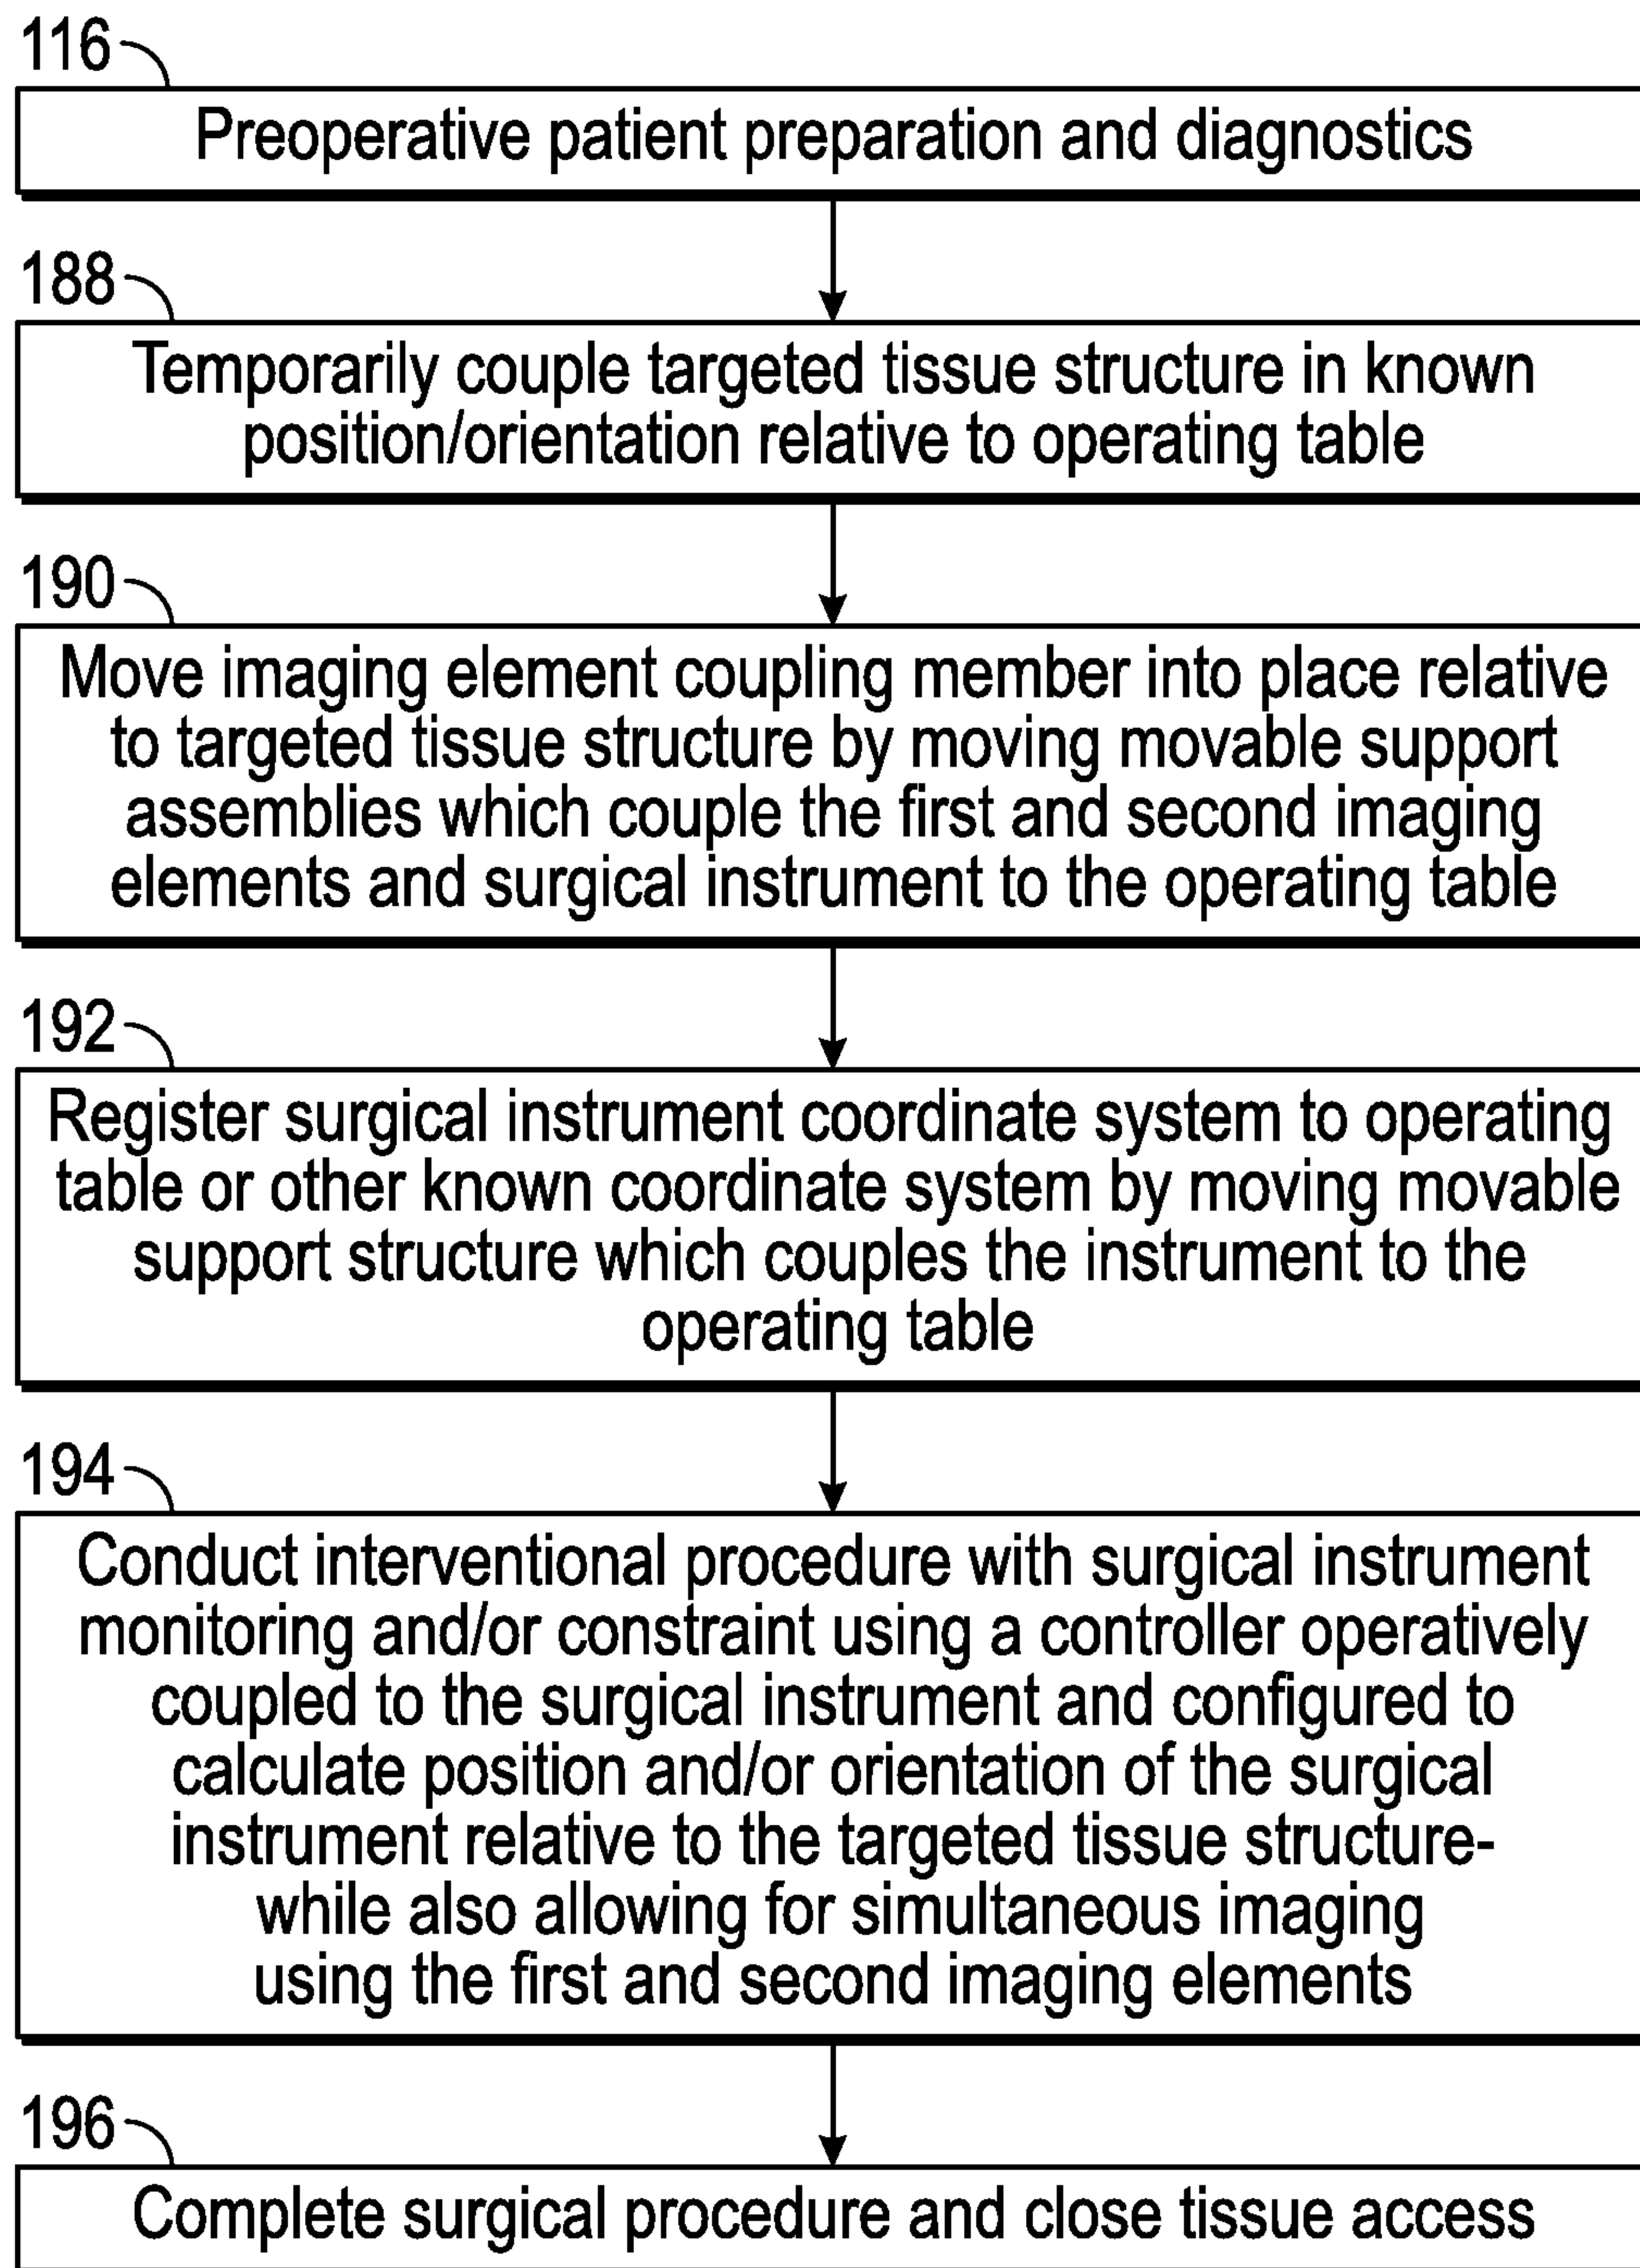 116
Preoperative patient preparation and diagnostics
188
Temporarily couple targeted tissue structure in known
position/orientation relative to operating table
190
Move imaging element coupling member into place relative
to targeted tissue structure by moving movable support
assemblies which couple the first and second imaging
elements and surgical instrument to the operating table
192
Register surgical instrument coordinate system to operating
table or other known coordinate system by moving movable
support structure which couples the instrument to the
operating table
194
Conduct interventional procedure with surgical instrument
monitoring and/or constraint using a controller operatively
coupled to the surgical instrument and configured to
calculate position and/or orientation of the surgical
instrument relative to the targeted tissue structure-
while also allowing for simultaneous imaging
using the first and second imaging elements
196
Complete surgical procedure and close tissue access